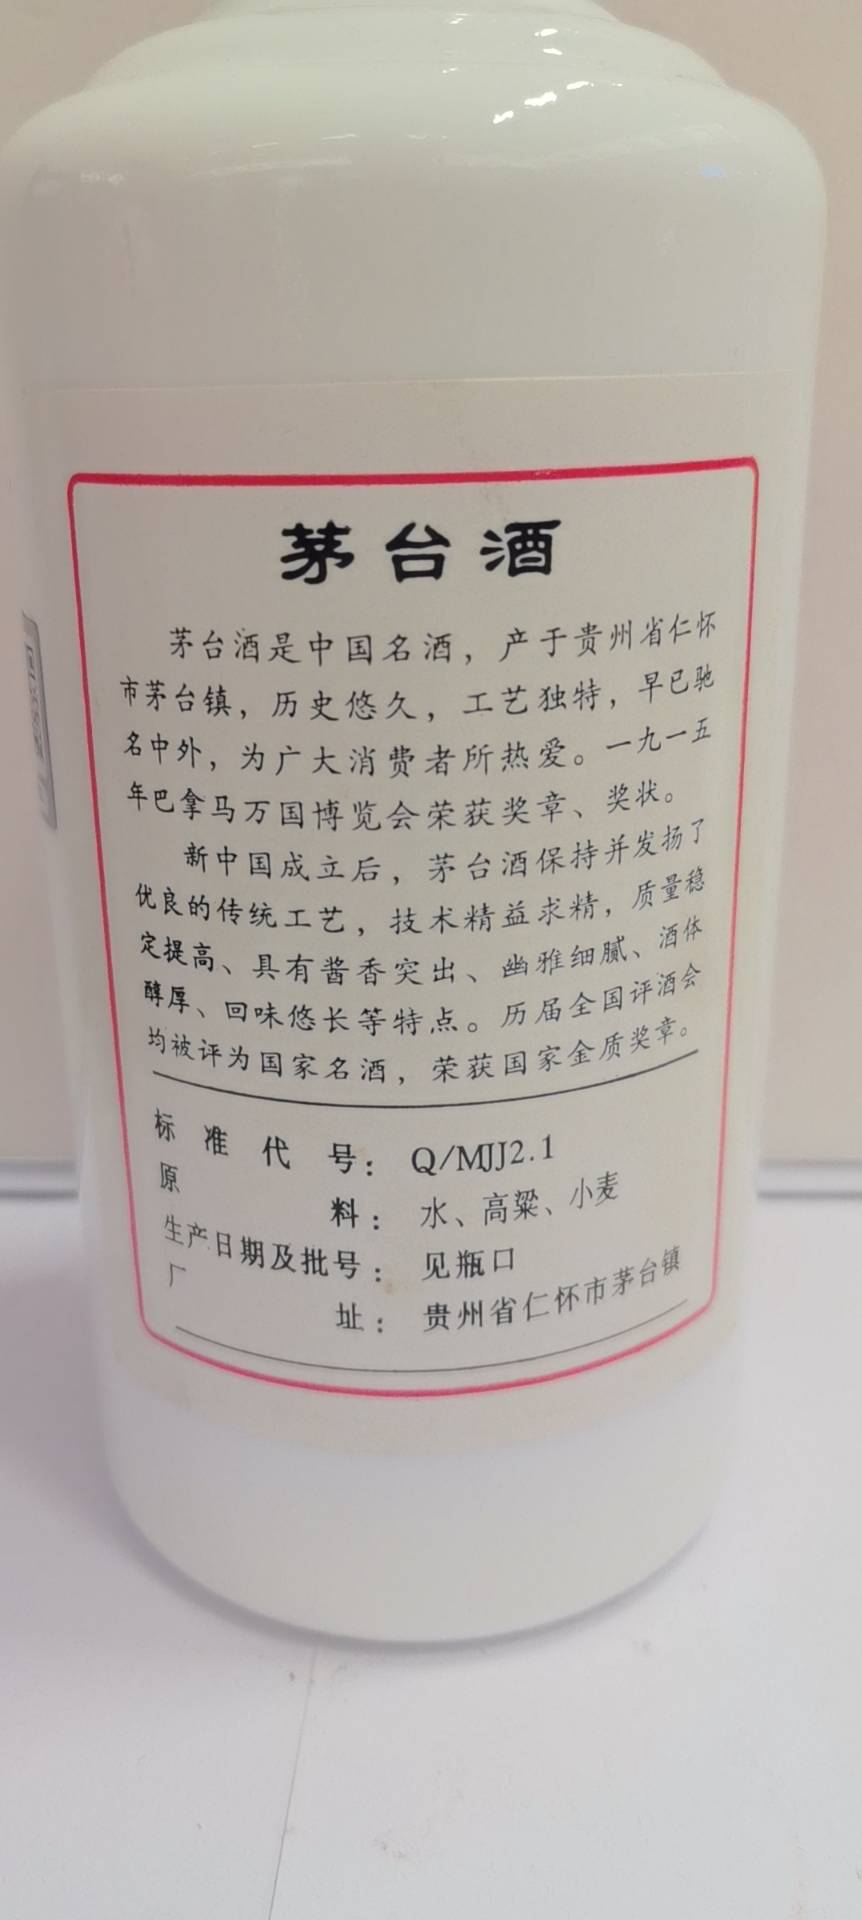 茅台酒
茅台酒是中国名酒，产于贵州省仁怀
市茅台镇，历史悠久，工艺独特，早已驰
名中外，为广大消费者所热爱。一九一五
年巴拿马万国博览会荣获奖章、奖状。
新中国成立后，茅台酒保持并发扬了
优良的传统工艺，技术精益求精，质量稳
定提高、具有酱香突出、幽雅细腻、酒体
醇厚、回味悠长等特点。历届全国评酒会
均被评为国家名酒，荣获国家金质奖章。
标准代号：Q/MJJ2.1
原料：水、高粱、小麦
生产日期及批号：见瓶口
厂址：贵州省仁怀市茅台镇